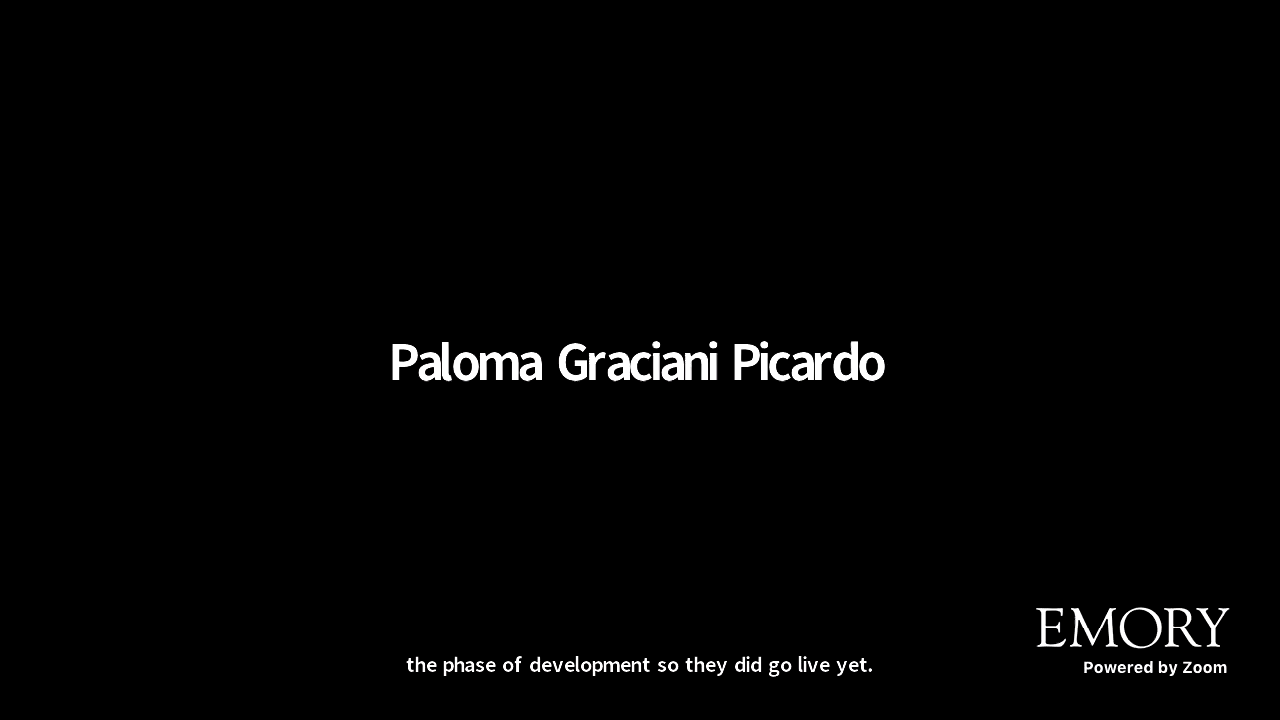 Paloma Graciani Picardo
EMORY
Powered by Zoom
the phase of development so they did go live yet.